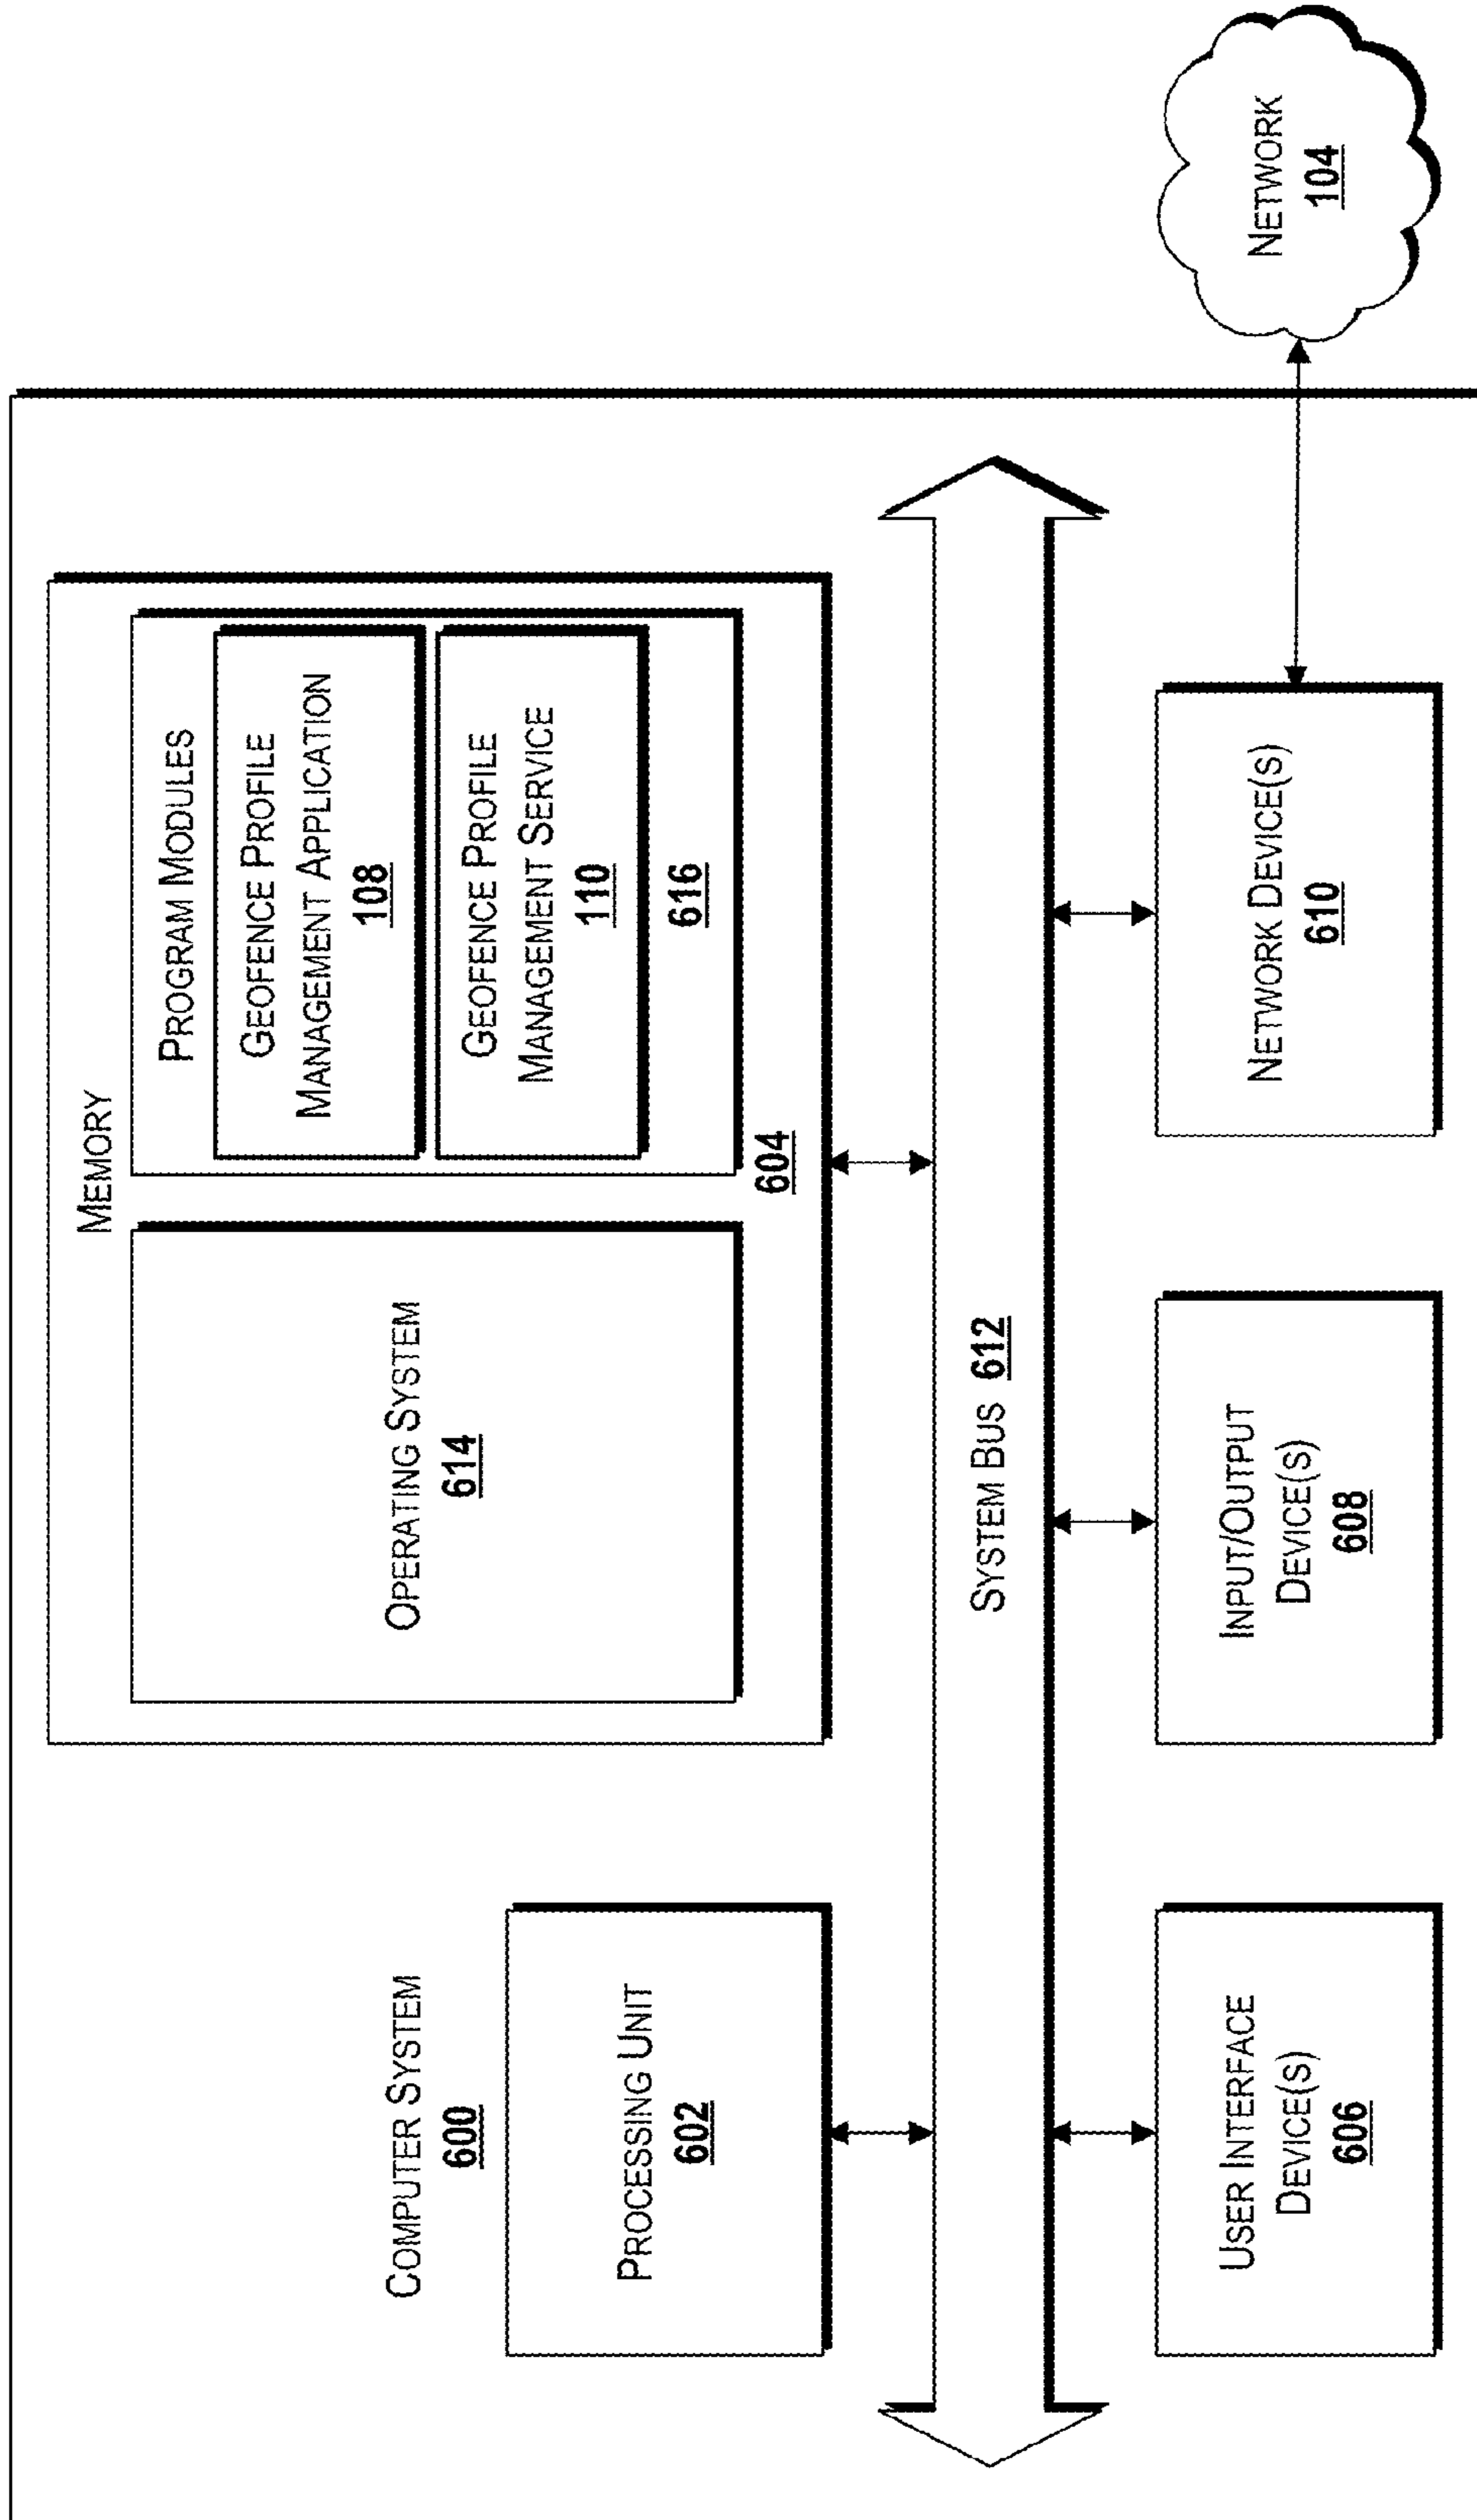 COMPUTER SYSTEM
600
PROCESSING UNIT
602
MEMORY
OPERATING SYSTEM
614
PROGRAM MODULES
GEOFENCE PROFILE
MANAGEMENT APPLICATION
108
GEOFENCE PROFILE
MANAGEMENT SERVICE
110
616
604
SYSTEM BUS 612
USER INTERFACE
DEVICE(S)
606
INPUT/OUTPUT
DEVICE(S)
608
NETWORK DEVICE(S)
610
NETWORK
104